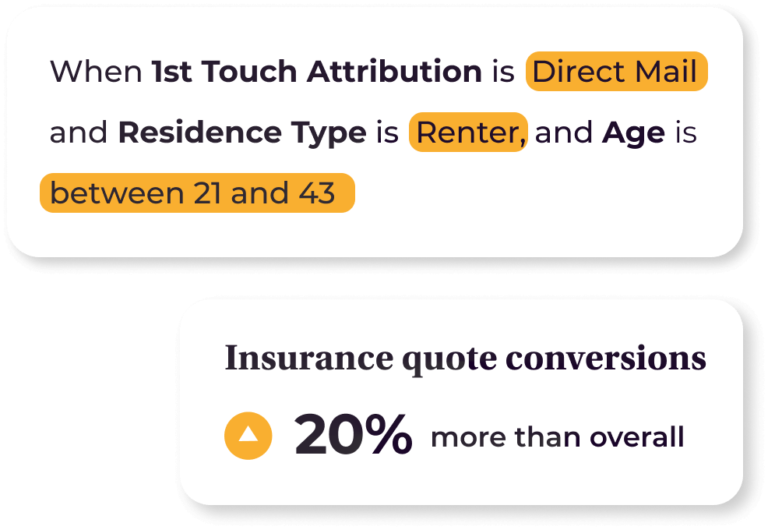 When 1st Touch Attribution is Direct Mail
and Residence Type is Renter, and Age is
between 21 and 43
Insurance quote conversions
20% more than overall